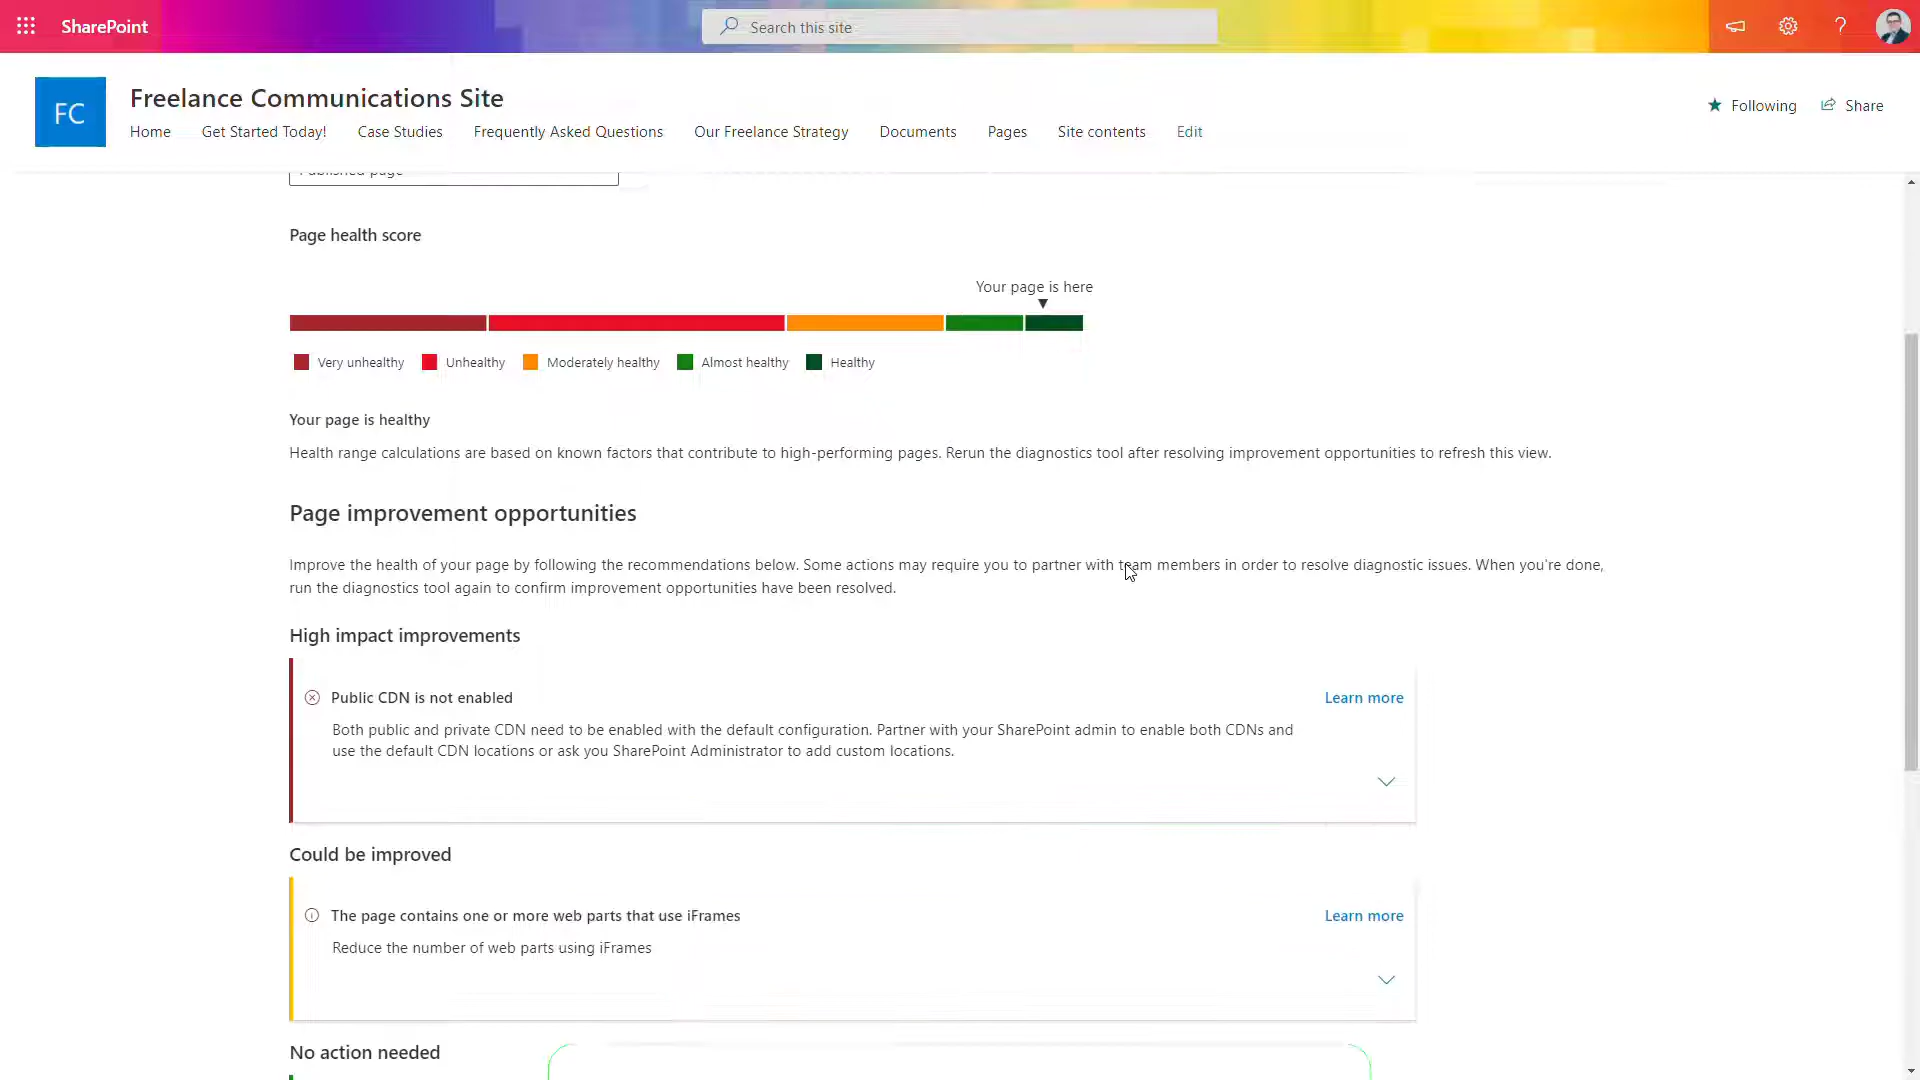 SharePoint
Search this site
FC
Freelance Communications Site
Following
Share
Home
Get Started Today!
Case Studies
Frequently Asked Questions
Our Freelance Strategy
Documents
Pages
Site contents
Edit
Published page
Page health score
Your page is here
Very unhealthy
Unhealthy
Moderately healthy
Almost healthy
Healthy
Your page is healthy
Health range calculations are based on known factors that contribute to high-performing pages. Rerun the diagnostics tool after resolving improvement opportunities to refresh this view.
Page improvement opportunities
Improve the health of your page by following the recommendations below. Some actions may require you to partner with team members in order to resolve diagnostic issues. When you're done,
run the diagnostics tool again to confirm improvement opportunities have been resolved.
High impact improvements
Public CDN is not enabled
Learn more
Both public and private CDN need to be enabled with the default configuration. Partner with your SharePoint admin to enable both CDNs and
use the default CDN locations or ask you SharePoint Administrator to add custom locations.
Could be improved
The page contains one or more web parts that use iFrames
Learn more
Reduce the number of web parts using iFrames
No action needed